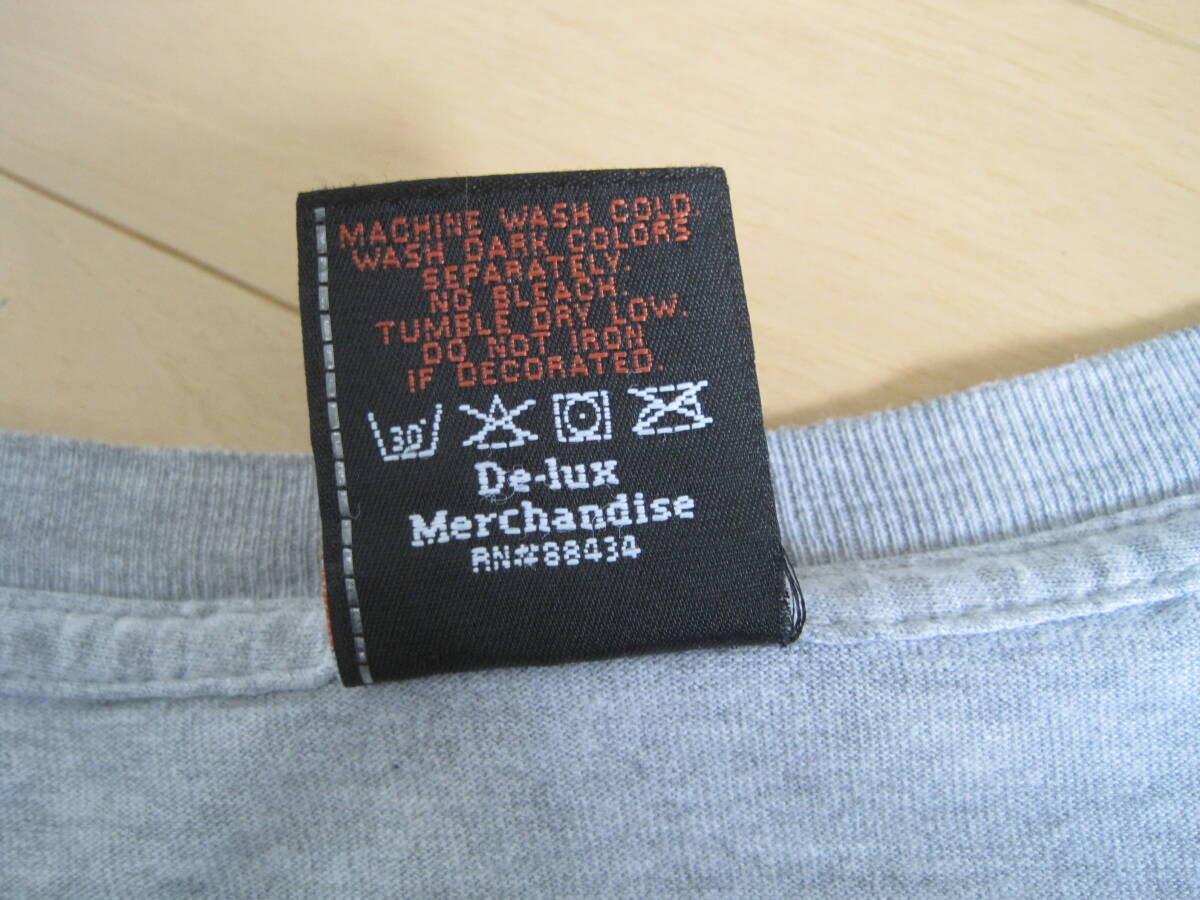 MACHINE WASH COLD.
WASH DARK COLORS
SEPARATELY.
NO BLEACH.
TUMBLE DRY LOW.
DO NOT IRON
IF DECORATED.
30°
De-lux
Merchandise
RN#88434